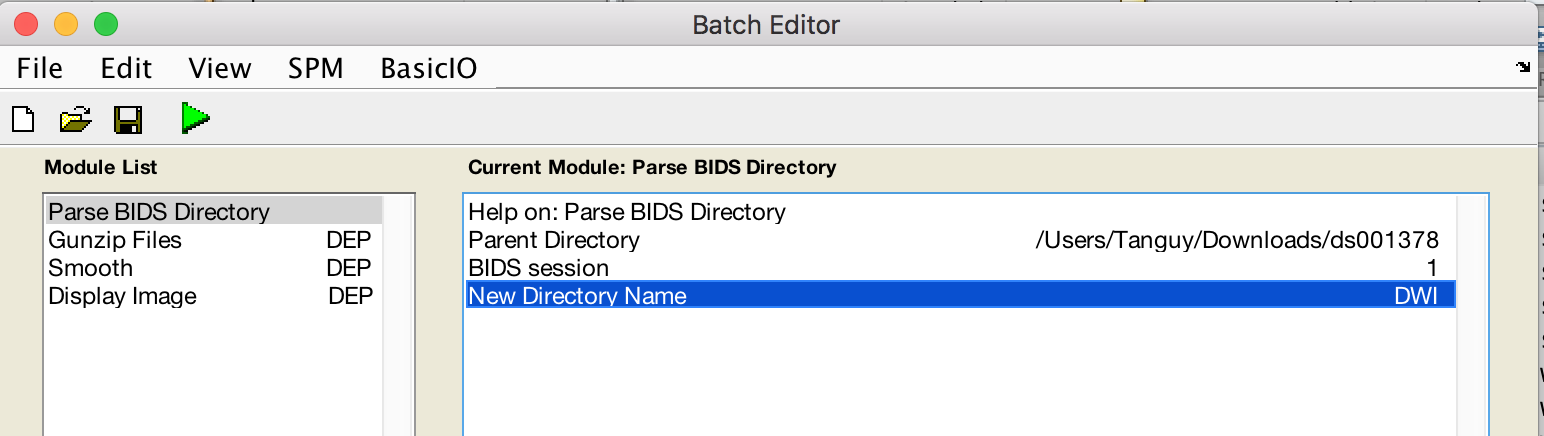 Batch Editor
File Edit View SPM BasicIO
Module List
Parse BIDS Directory
Gunzip Files DEP
Smooth DEP
Display Image DEP
Current Module: Parse BIDS Directory
Help on: Parse BIDS Directory
Parent Directory /Users/Tanguy/Downloads/ds001378
BIDS session 1
New Directory Name DWI